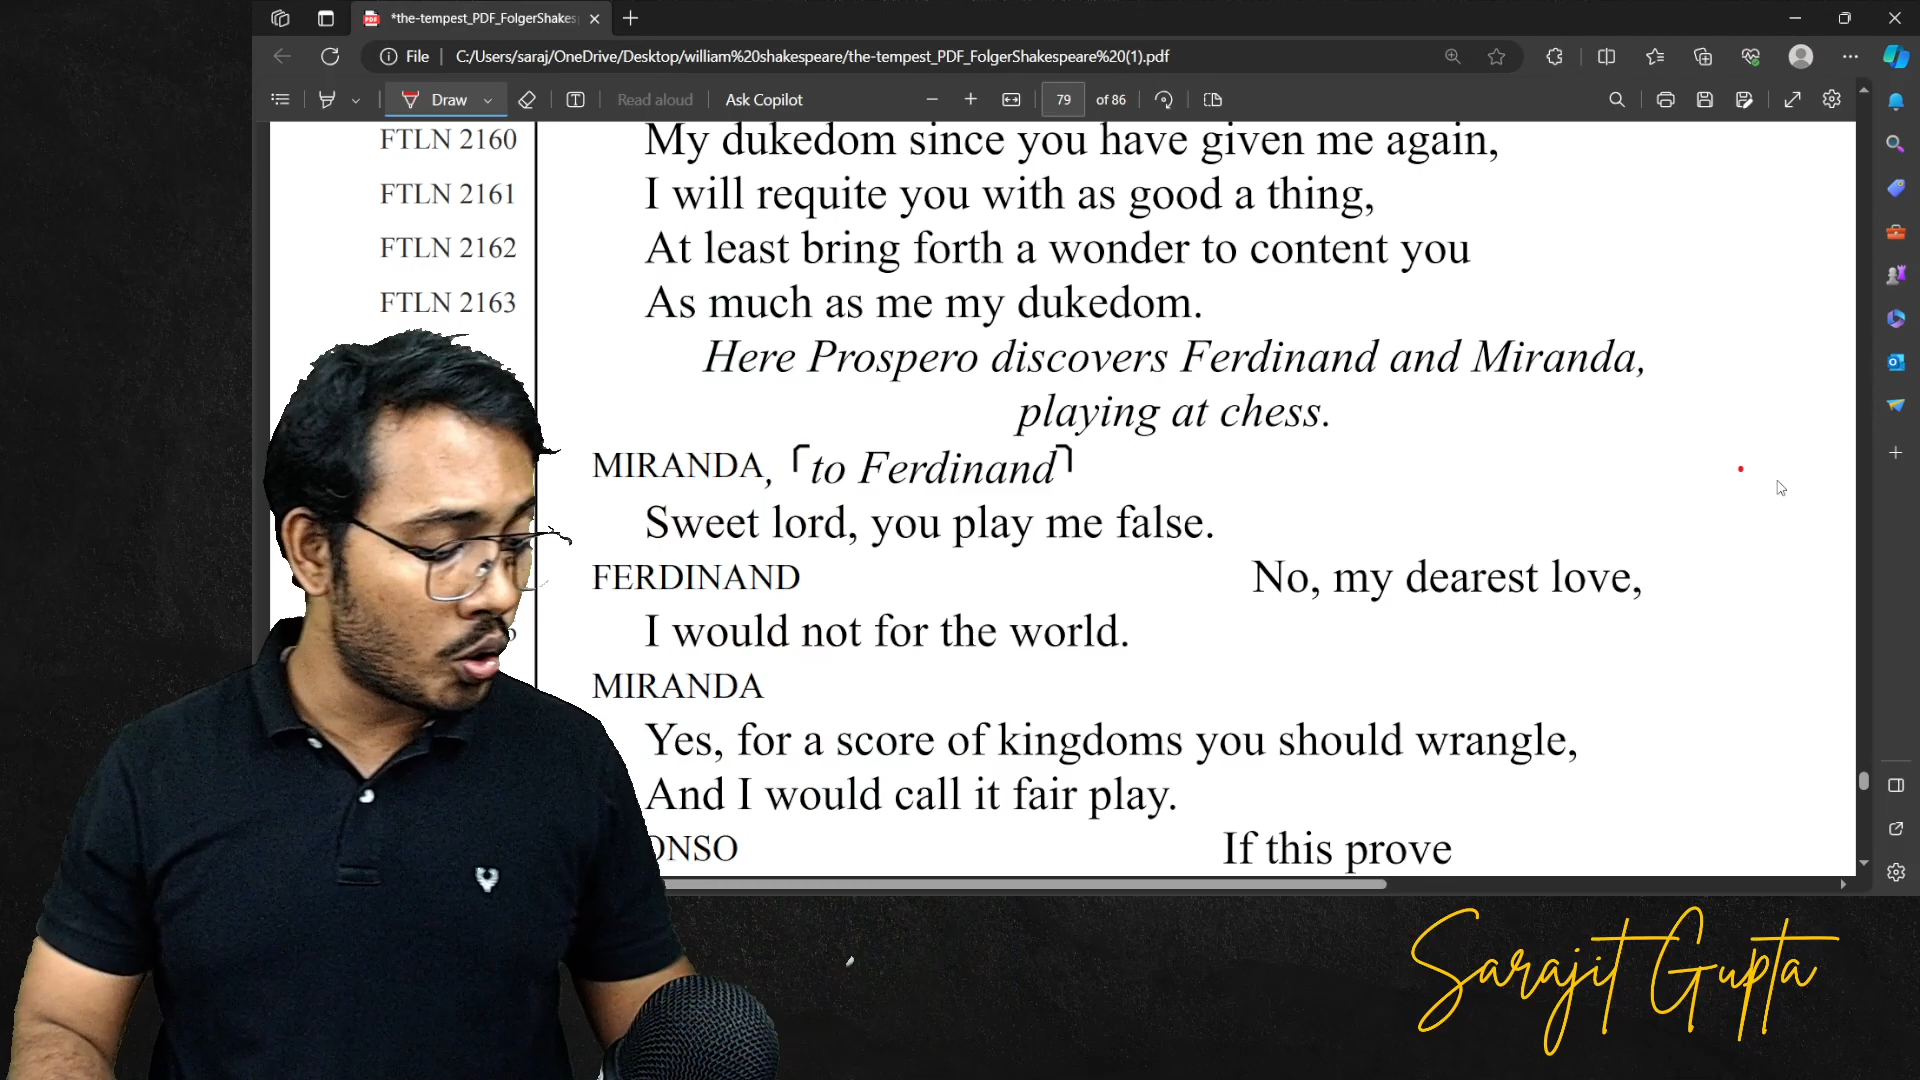 *the-tempest_PDF_FolgerShakes
File C:/Users/saraj/OneDrive/Desktop/william%20shakespeare/the-tempest_PDF_FolgerShakespeare%20(1).pdf
Draw Read aloud Ask Copilot 79 of 86
FTLN 2160 My dukedom since you have given me again,
FTLN 2161 I will requite you with as good a thing,
FTLN 2162 At least bring forth a wonder to content you
FTLN 2163 As much as me my dukedom.
Here Prospero discovers Ferdinand and Miranda,
playing at chess.
MIRANDA, ⌜to Ferdinand⌝
Sweet lord, you play me false.
FERDINAND No, my dearest love,
I would not for the world.
MIRANDA
Yes, for a score of kingdoms you should wrangle,
And I would call it fair play.
ONSO If this prove
Sarajit Gupta